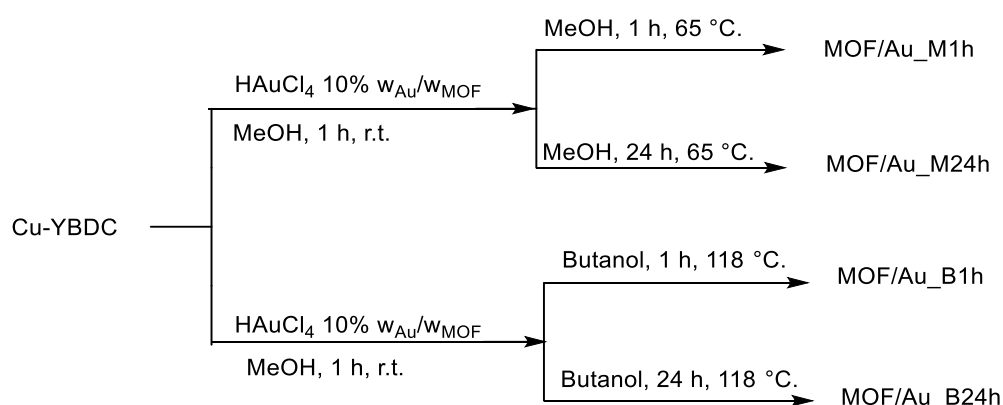 MeOH, 1 h, 65 °C.
MOF/Au_M1h
HAuCl4 10% wAu/wMOF
MeOH, 1 h, r.t.
MeOH, 24 h, 65 °C.
MOF/Au_M24h
Cu-YBDC
Butanol, 1 h, 118 °C.
MOF/Au_B1h
HAuCl4 10% wAu/wMOF
MeOH, 1 h, r.t.
Butanol, 24 h, 118 °C.
MOF/Au_B24h